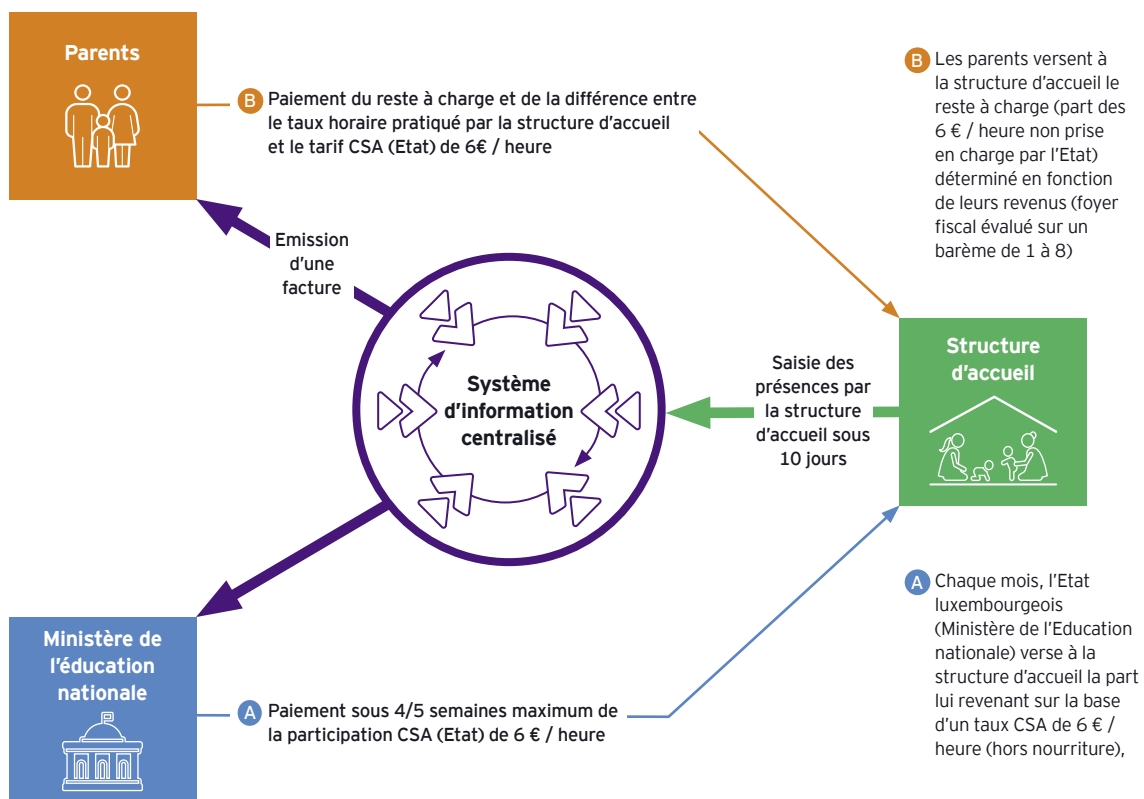 Parents
B Paiement du reste à charge et de la différence entre
le taux horaire pratiqué par la structure d'accueil
et le tarif CSA (Etat) de 6€ / heure
B Les parents versent à
la structure d'accueil le
reste à charge (part des
6 € / heure non prise
en charge par l'Etat)
déterminé en fonction
de leurs revenus (foyer
fiscal évalué sur un
barème de 1 à 8)
Emission
d'une
facture
Système
d'information
centralisé
Saisie des
présences par
la structure
d'accueil sous
10 jours
Structure
d'accueil
Ministère de
l'éducation
nationale
A Paiement sous 4/5 semaines maximum de
la participation CSA (Etat) de 6 € / heure
A Chaque mois, l'Etat
luxembourgeois
(Ministère de l'Education
nationale) verse à la
structure d'accueil la part
lui revenant sur la base
d'un taux CSA de 6 € /
heure (hors nourriture),